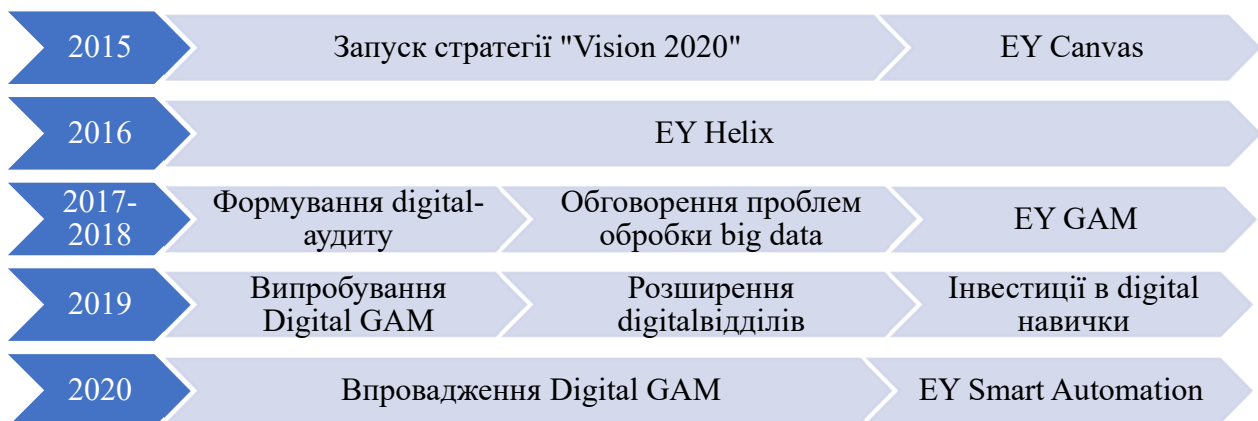 2015
Запуск стратегії "Vision 2020"
EY Canvas
2016
EY Helix
2017-
2018
Формування digital-
аудиту
Обговорення проблем
обробки big data
EY GAM
2019
Випробування
Digital GAM
Розширення
digitalвідділів
Інвестиції в digital
навички
2020
Впровадження Digital GAM
EY Smart Automation